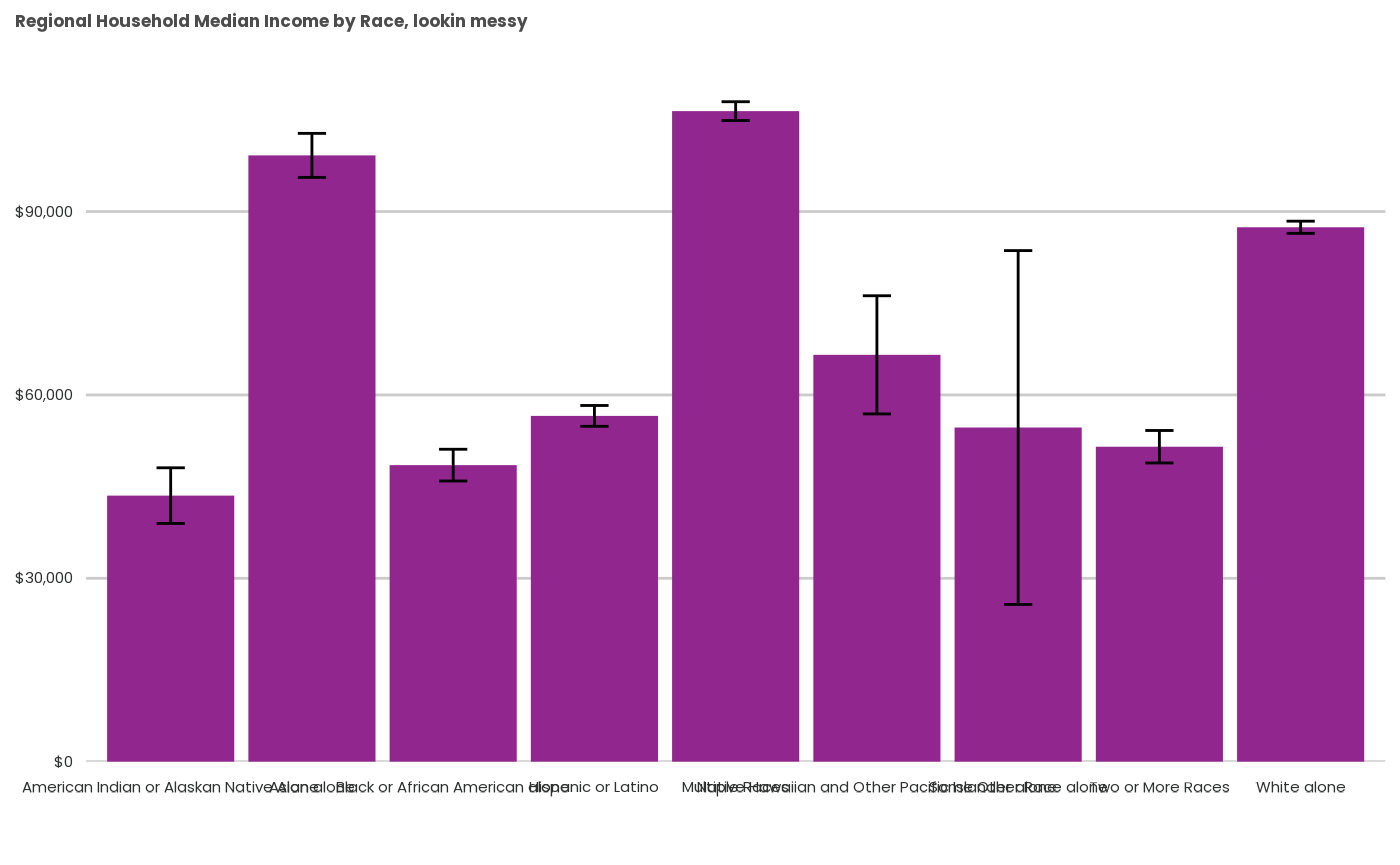 Regional Household Median Income by Race, lookin messy
$90,000
$60,000
$30,000
$0
American Indian or Alaskan Native Alone
Asian alone
Black or African American alone
Hispanic or Latino
Multiple Races
Native Hawaiian and Other Pacific Islander alone
Some Other Race alone
Two or More Races
White alone